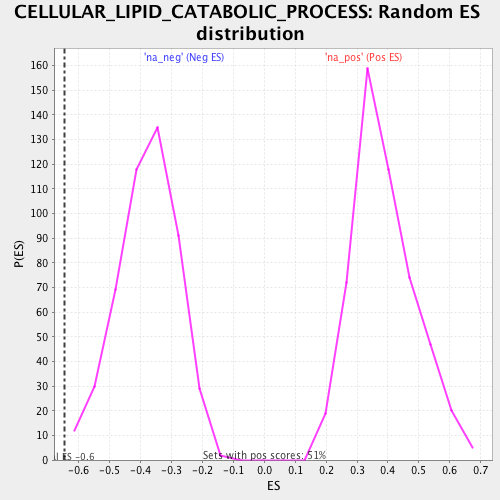 CELLULAR_LIPID_CATABOLIC_PROCESS: Random ES
distribution
'na_neg' (Neg ES)
'na_pos' (Pos ES)
160
150
140
130
120
110
100
90
80
70
60
50
40
30
20
10
0
P(ES)
ES -0.6
Sets with pos scores: 51%
-0.6 -0.5 -0.4 -0.3 -0.2 -0.1 0.0 0.1 0.2 0.3 0.4 0.5 0.6 0.7
ES